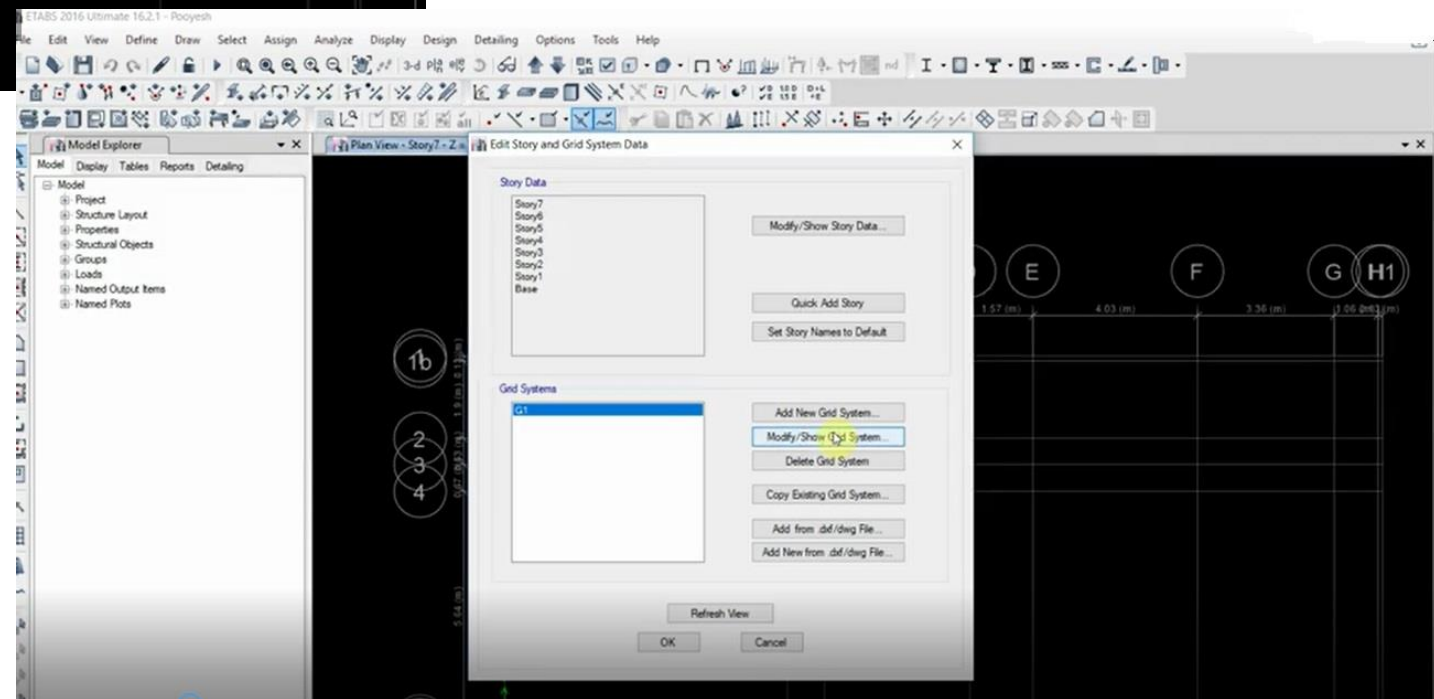 ETABS 2016 Ultimate 16.2.1 - Pooyesh
Edit View Define Draw Select Assign Analyze Display Design Detailing Options Tools Help
3-d
nd
Model Explorer
Plan View - Story7 - Z
Edit Story and Grid System Data
Model Display Tables Reports Detailing
Model
Project
Structure Layout
Properties
Structural Objects
Groups
Loads
Named Output Items
Named Plots
Story Data
Story7
Story6
Story5
Story4
Story3
Story2
Story1
Base
Modify/Show Story Data...
Quick Add Story
Set Story Names to Default
Grid Systems
G1
Add New Grid System...
Modify/Show Grid System...
Delete Grid System
Copy Existing Grid System...
Add from .dxf/dwg File...
Add New from .dxf/dwg File...
Refresh View
OK Cancel
E F G H1
1.57 (m) 4.03 (m) 3.36 (m)
2
3
4
5.64 (m)